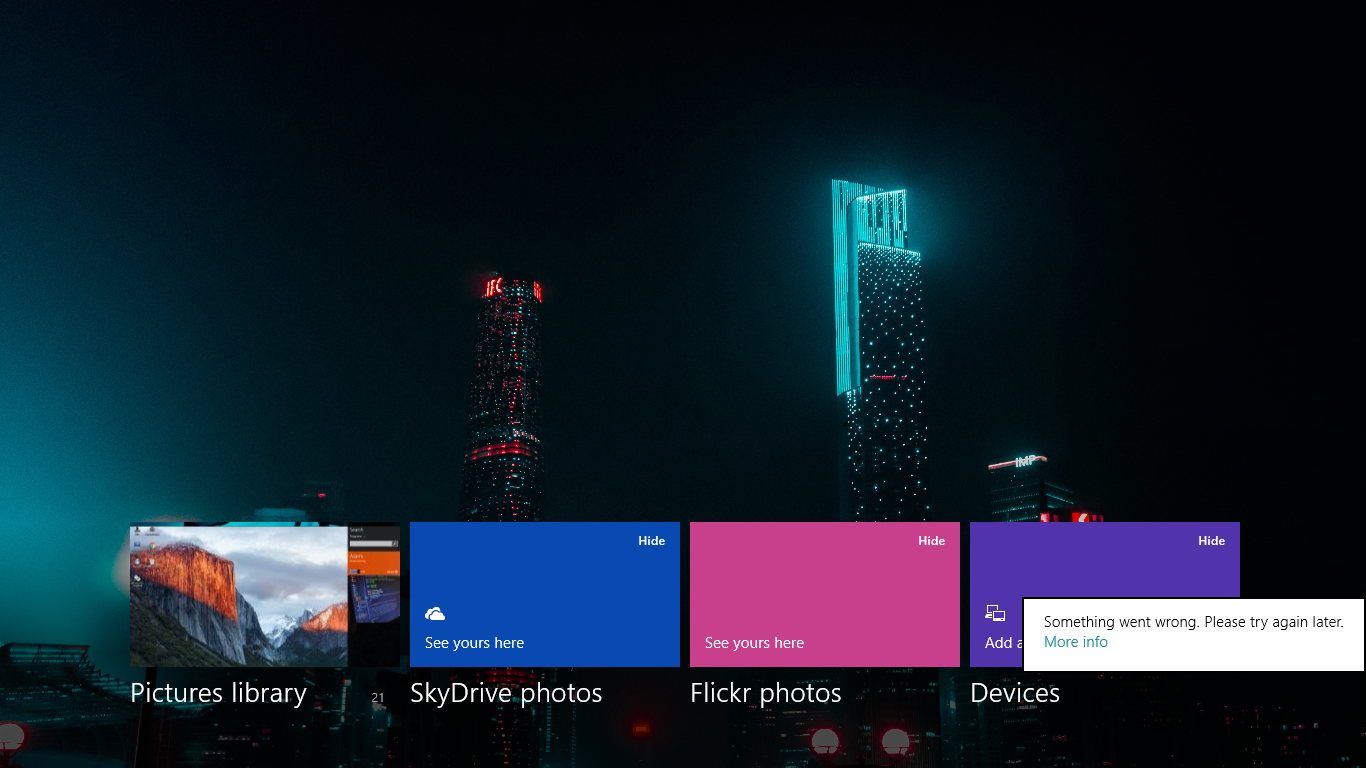 IFC
IMP
Hide
Hide
Hide
See yours here
See yours here
Add a
Something went wrong. Please try again later.
More info
Pictures library
21
SkyDrive photos
Flickr photos
Devices